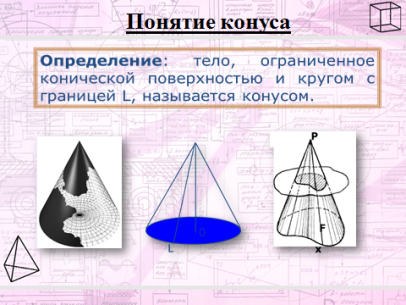 Понятие конуса
Определение: тело, ограниченное
конической поверхностью и кругом с
границей L, называется конусом.
P
O
L
F
x